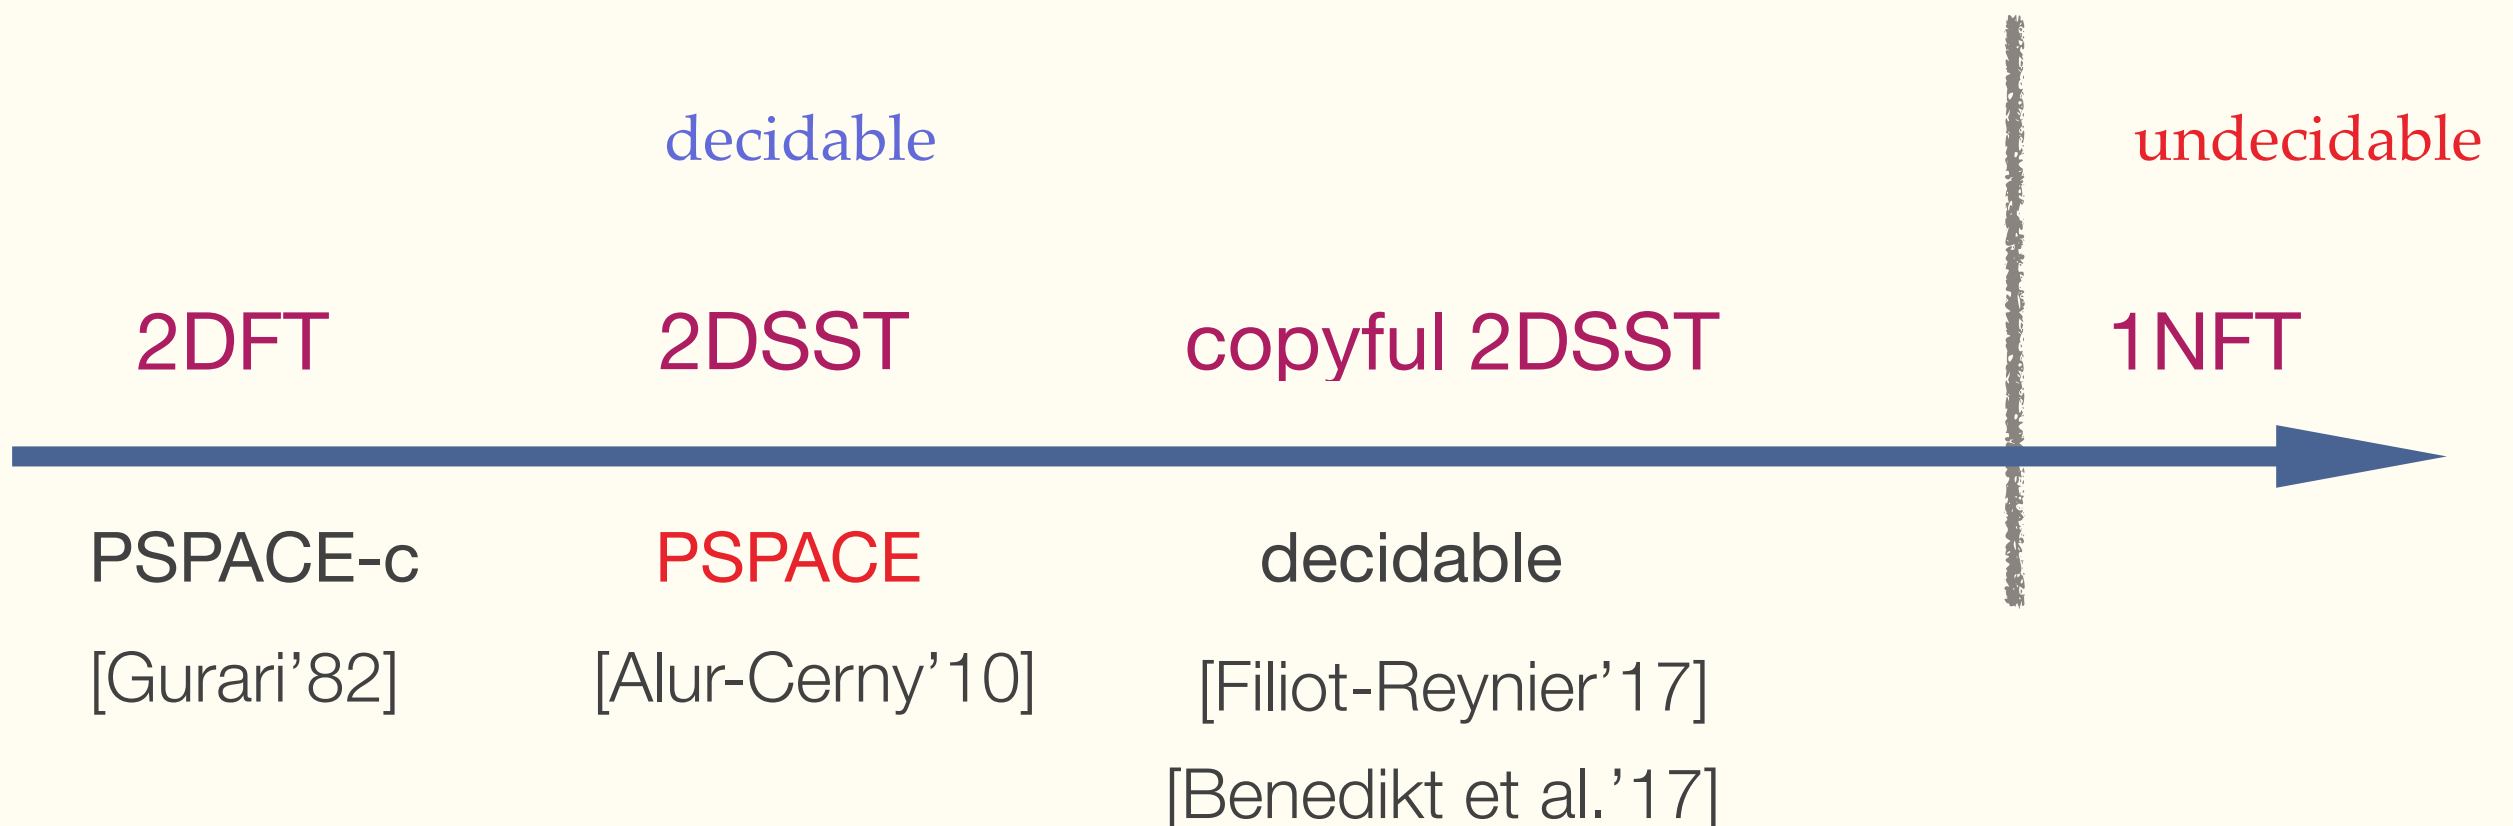 decidable undecidable
2DFT 2DSST copyful 2DSST 1NFT
PSPACE-c PSPACE decidable
[Gurari’82] [Alur-Cerny’10] [Filiot-Reynier’17]
[Benedikt et al.’17]